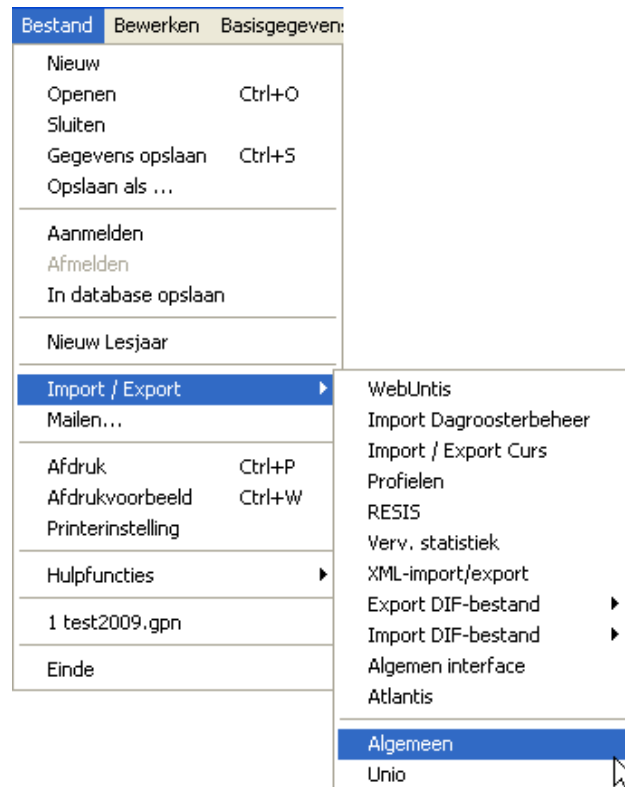 Bestand Bewerken Basisgegeven
Nieuw
Openen Ctrl+O
Sluiten
Gegevens opslaan Ctrl+S
Opslaan als ...
Aanmelden
Afmelden
In database opslaan
Nieuw Lesjaar
Import / Export
Mailen...
Afdruk Ctrl+P
Afdrukvoorbeeld Ctrl+W
Printerinstelling
Hulpfuncties
1 test2009.gpn
Einde
WebUntis
Import Dagroosterbeheer
Import / Export Curs
Profielen
RESIS
Verv. statistiek
XML-import/export
Export DIF-bestand
Import DIF-bestand
Algemen interface
Atlantis
Algemeen
Unio